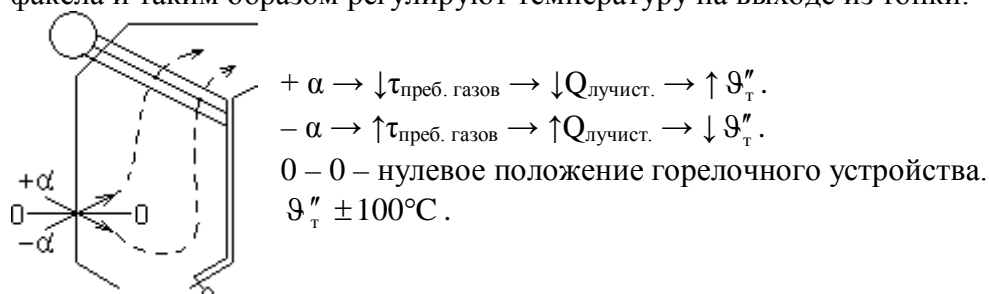 факела и таким образом регулируют температуру на выходе из топки.
+ α → ↓τпреб. газов → ↓Qлучист. → ↑ ϑ″т.
– α → ↑τпреб. газов → ↑Qлучист. → ↓ ϑ″т.
0 – 0 – нулевое положение горелочного устройства.
ϑ″т ±100°C .
+α
0 0
−α